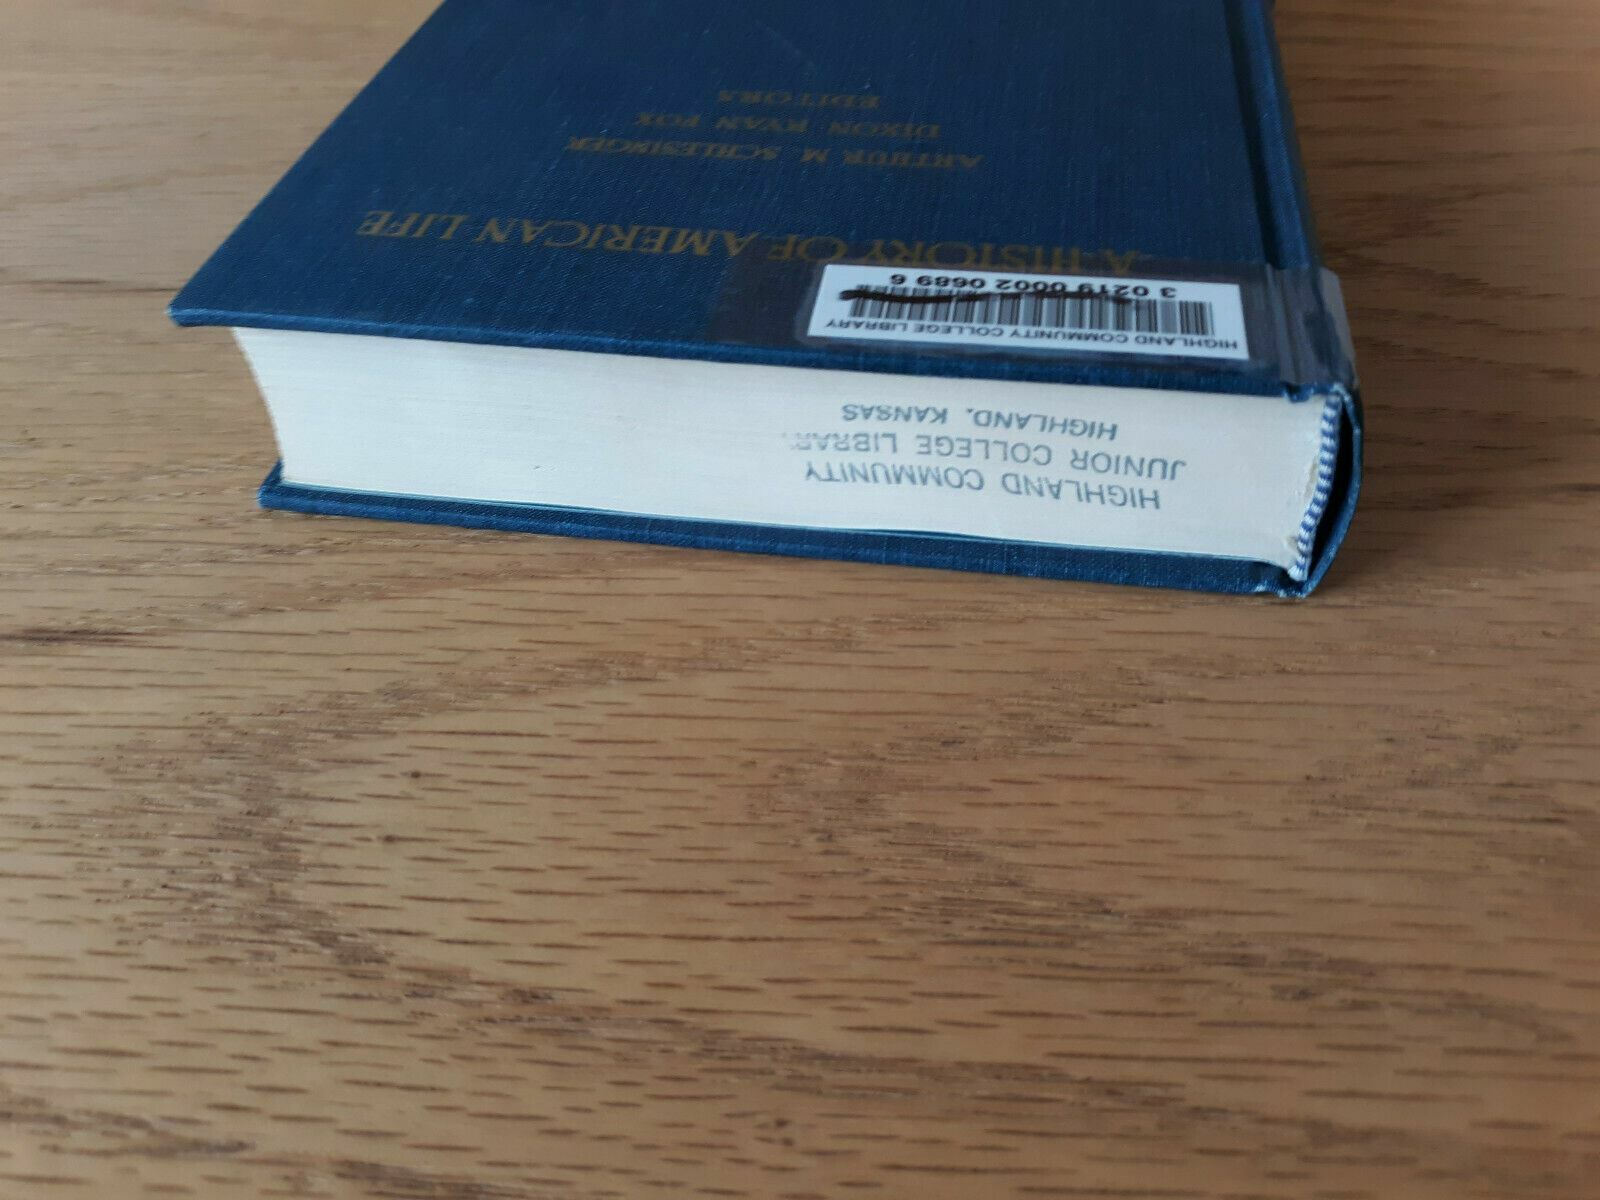 A HISTORY OF AMERICAN LIFE
ARTHUR M. SCHLESINGER
DIXON RYAN FOX
EDITORS
HIGHLAND COMMUNITY COLLEGE LIBRARY
3 0219 0002 0689 6
HIGHLAND COMMUNITY
JUNIOR COLLEGE LIBRARY
HIGHLAND, KANSAS